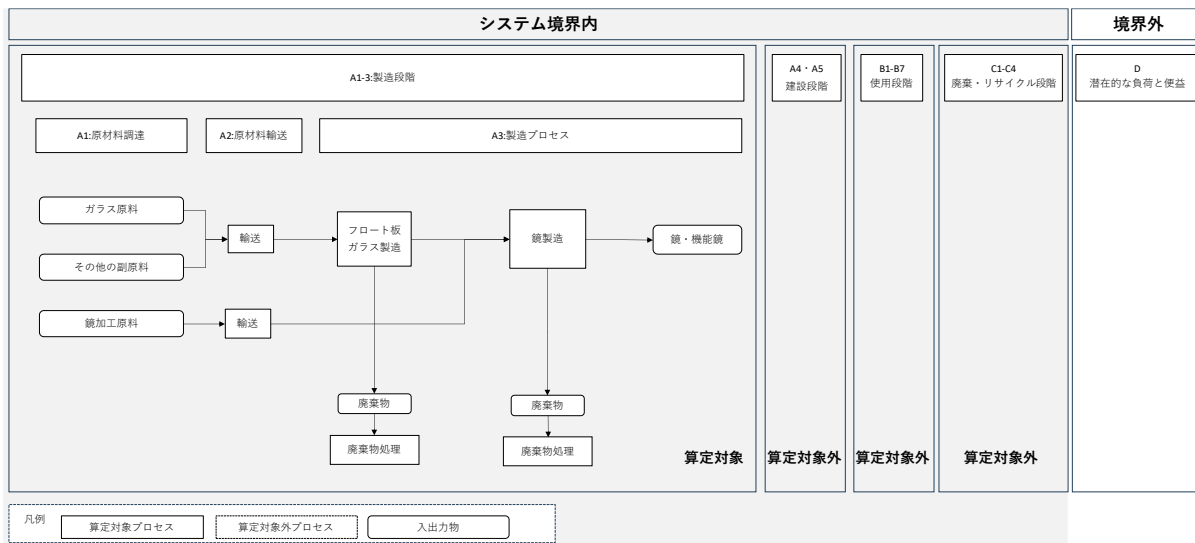 システム境界内
境界外
A1-3:製造段階
A4・A5
建設段階
B1-B7
使用段階
C1-C4
廃棄・リサイクル段階
D
潜在的な負荷と便益
A1:原材料調達
A2:原材料輸送
A3:製造プロセス
ガラス原料
輸送
フロート板
ガラス製造
鏡製造
鏡・機能鏡
その他の副原料
鏡加工原料
輸送
廃棄物
廃棄物
廃棄物処理
廃棄物処理
算定対象
算定対象外
算定対象外
算定対象外
凡例
算定対象プロセス
算定対象外プロセス
入出力物